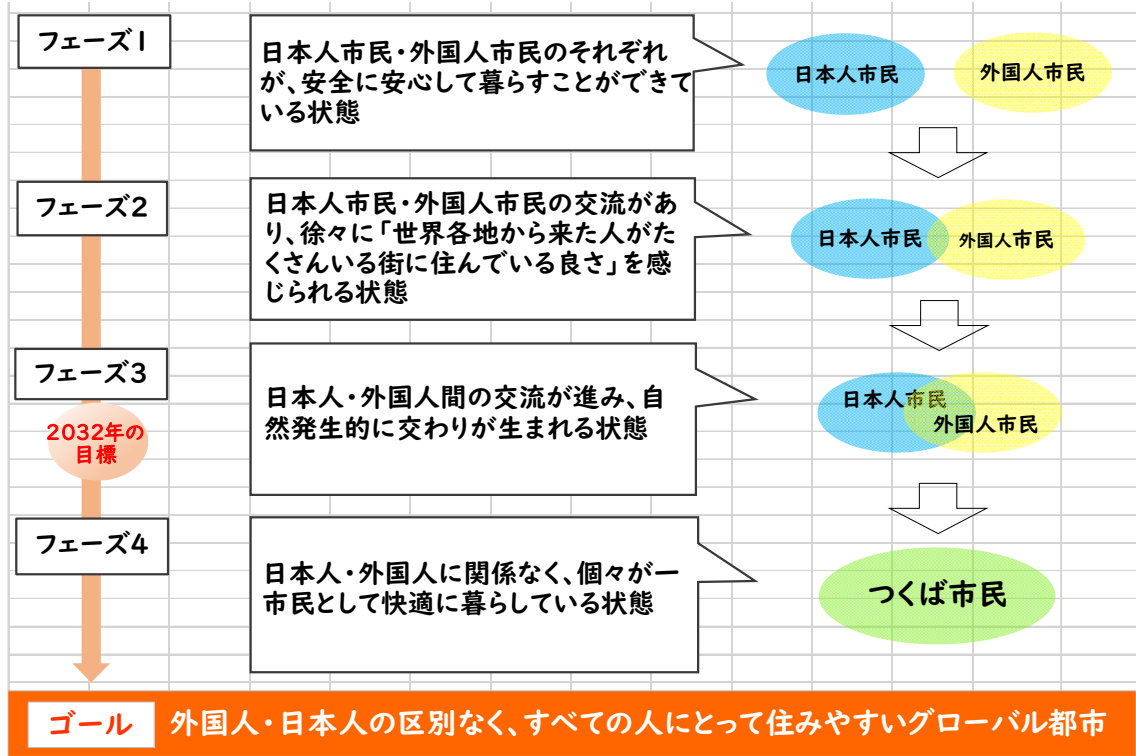 フェーズ1
日本人市民・外国人市民のそれぞれ
が、安全に安心して暮らすことができて
いる状態
日本人市民
外国人市民
フェーズ2
日本人市民・外国人市民の交流があ
り、徐々に「世界各地から来た人がた
くさんいる街に住んでいる良さ」を感
じられる状態
日本人市民
外国人市民
フェーズ3
2032年の
目標
日本人・外国人間の交流が進み、自
然発生的に交わりが生まれる状態
日本人市民
外国人市民
フェーズ4
日本人・外国人に関係なく、個々が一
市民として快適に暮らしている状態
つくば市民
ゴール
外国人・日本人の区別なく、すべての人にとって住みやすいグローバル都市